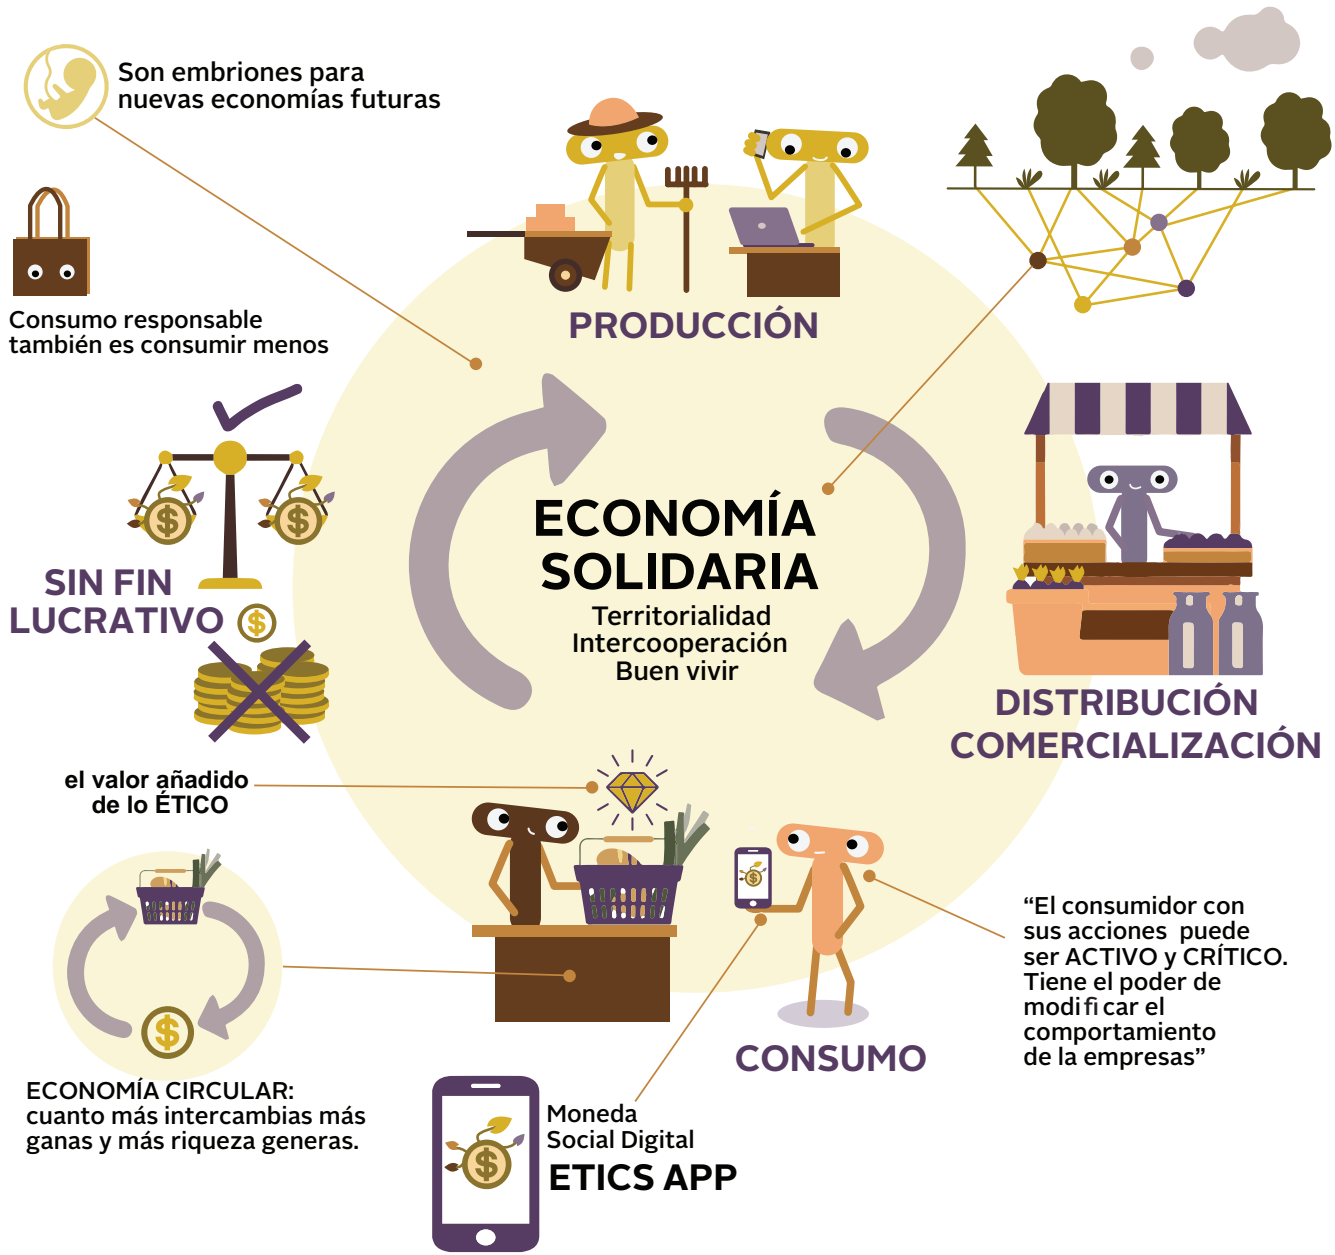 Son embriones para
nuevas economías futuras
PRODUCCIÓN
Consumo responsable
también es consumir menos
ECONOMÍA
SOLIDARIA
Territorialidad
Intercooperación
Buen vivir
$ $
SIN FIN
LUCRATIVO
$
DISTRIBUCIÓN
COMERCIALIZACIÓN
el valor añadido
de lo ÉTICO
$
“El consumidor con
sus acciones puede
ser ACTIVO y CRÍTICO.
Tiene el poder de
modifi car el
comportamiento
de la empresas”
$
CONSUMO
ECONOMÍA CIRCULAR:
cuanto más intercambias más
ganas y más riqueza generas.
$
Moneda
Social Digital
ETICS APP